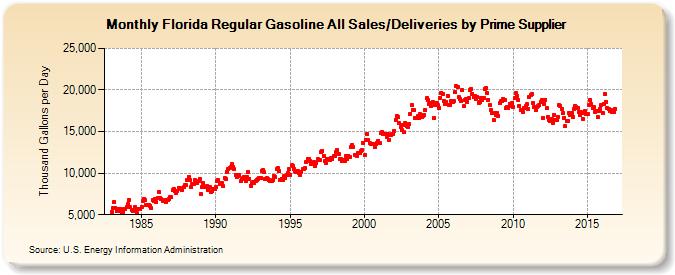 Monthly Florida Regular Gasoline All Sales/Deliveries by Prime Supplier
Thousand Gallons per Day
25,000
20,000
15,000
10,000
5,000
1985 1990 1995 2000 2005 2010 2015
Source: U.S. Energy Information Administration